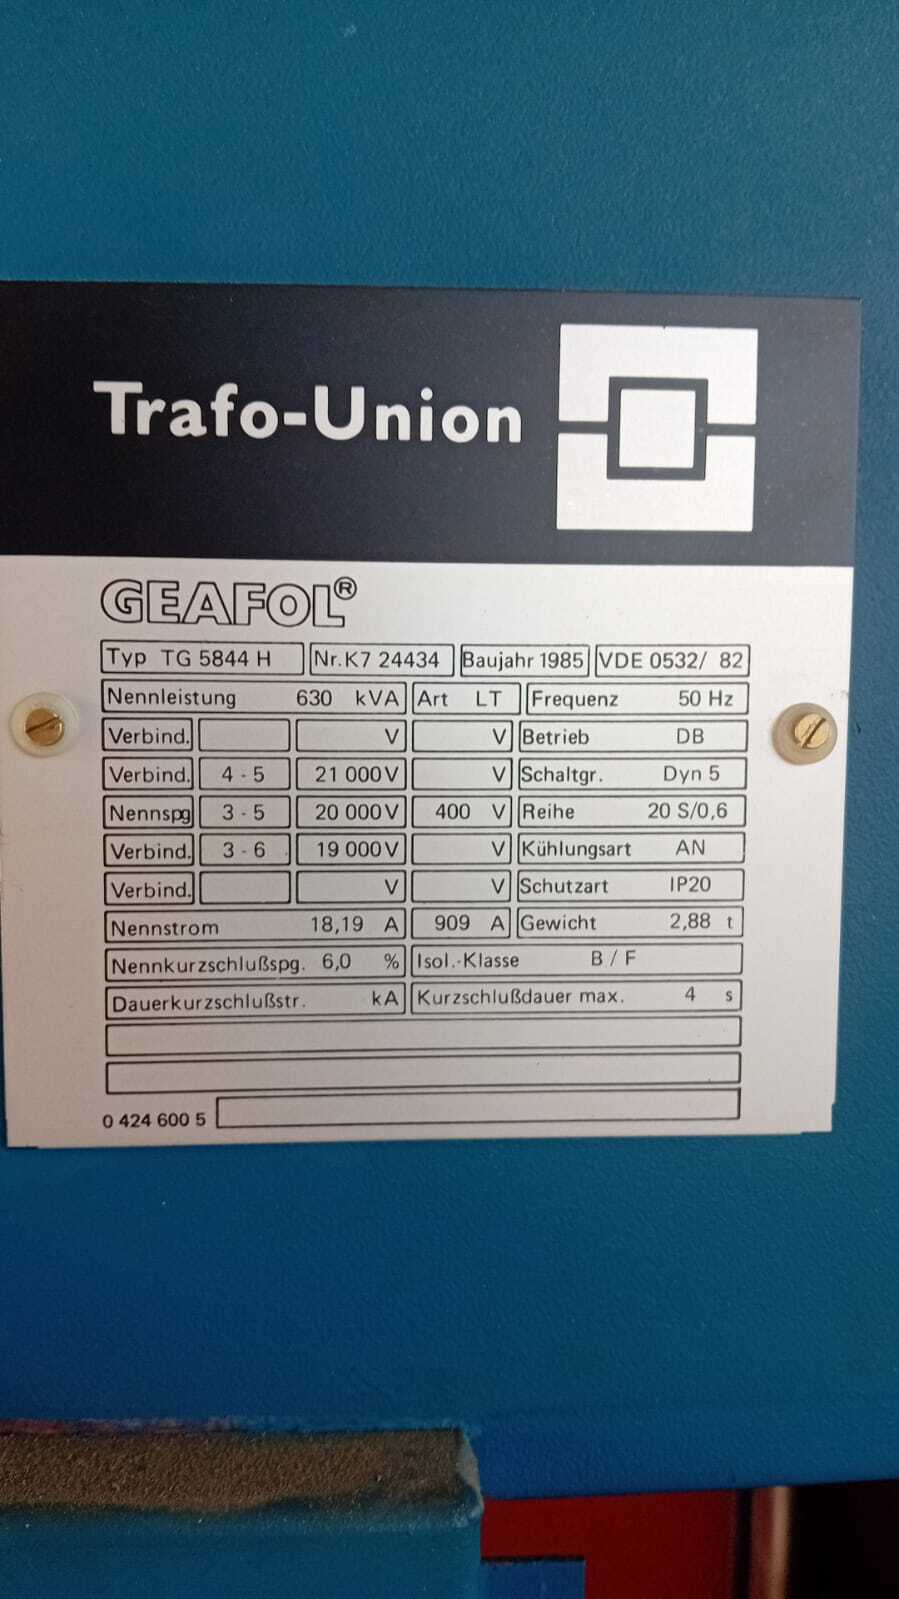 Trafo-Union
GEAFOL®
Typ TG 5844 H Nr. K7 24434 Baujahr 1985 VDE 0532/ 82
Nennleistung 630 kVA Art LT Frequenz 50 Hz
Verbind. V V Betrieb DB
Verbind. 4-5 21 000 V V Schaltgr. Dyn 5
Nennspg 3-5 20 000 V 400 V Reihe 20 S/0,6
Verbind. 3-6 19 000 V V Kühlungsart AN
Verbind. V V Schutzart IP20
Nennstrom 18,19 A 909 A Gewicht 2,88 t
Nennkurzschlußspg. 6,0 % Isol.-Klasse B / F
Dauerkurzschlußstr. kA Kurzschlußdauer max. 4 s
0 424 600 5